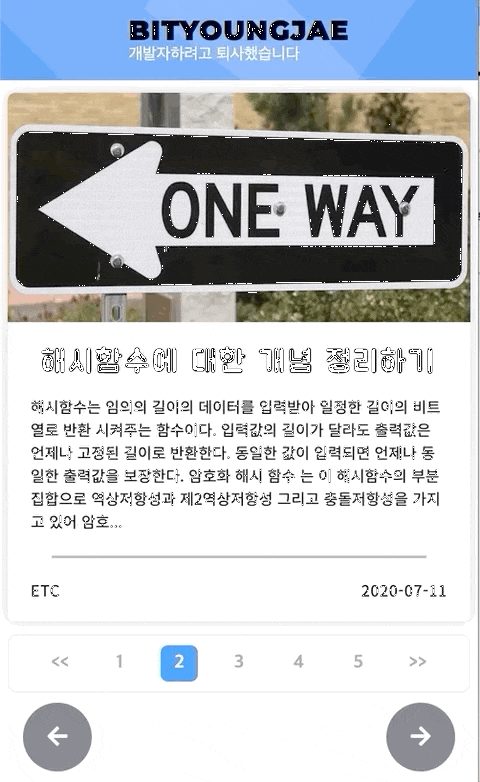 BITYOUNGJAE
개발자하려고 퇴사했습니다
ONE WAY
해시함수에 대한 개념 정리하기
해시함수는 임의의 길이의 데이터를 입력받아 일정한 길이의 비트
열로 반환 시켜주는 함수이다. 입력값의 길이가 달라도 출력값은
언제나 고정된 길이로 반환한다. 동일한 값이 입력되면 언제나 동
일한 출력값을 보장한다. 암호화 해시 함수 는 이 해시함수의 부분
집합으로 역상저항성과 제2역상저항성 그리고 충돌저항성을 가지
고 있어 암호...
ETC 2020-07-11
<< 1 2 3 4 5 >>